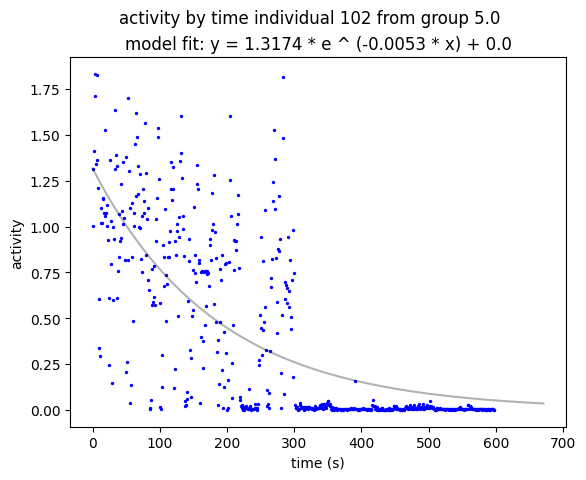 activity by time individual 102 from group 5.0
model fit: y = 1.3174 * e ^ (-0.0053 * x) + 0.0
1.75
1.50
1.25
1.00
0.75
0.50
0.25
0.00
activity
0 100 200 300 400 500 600 700
time (s)